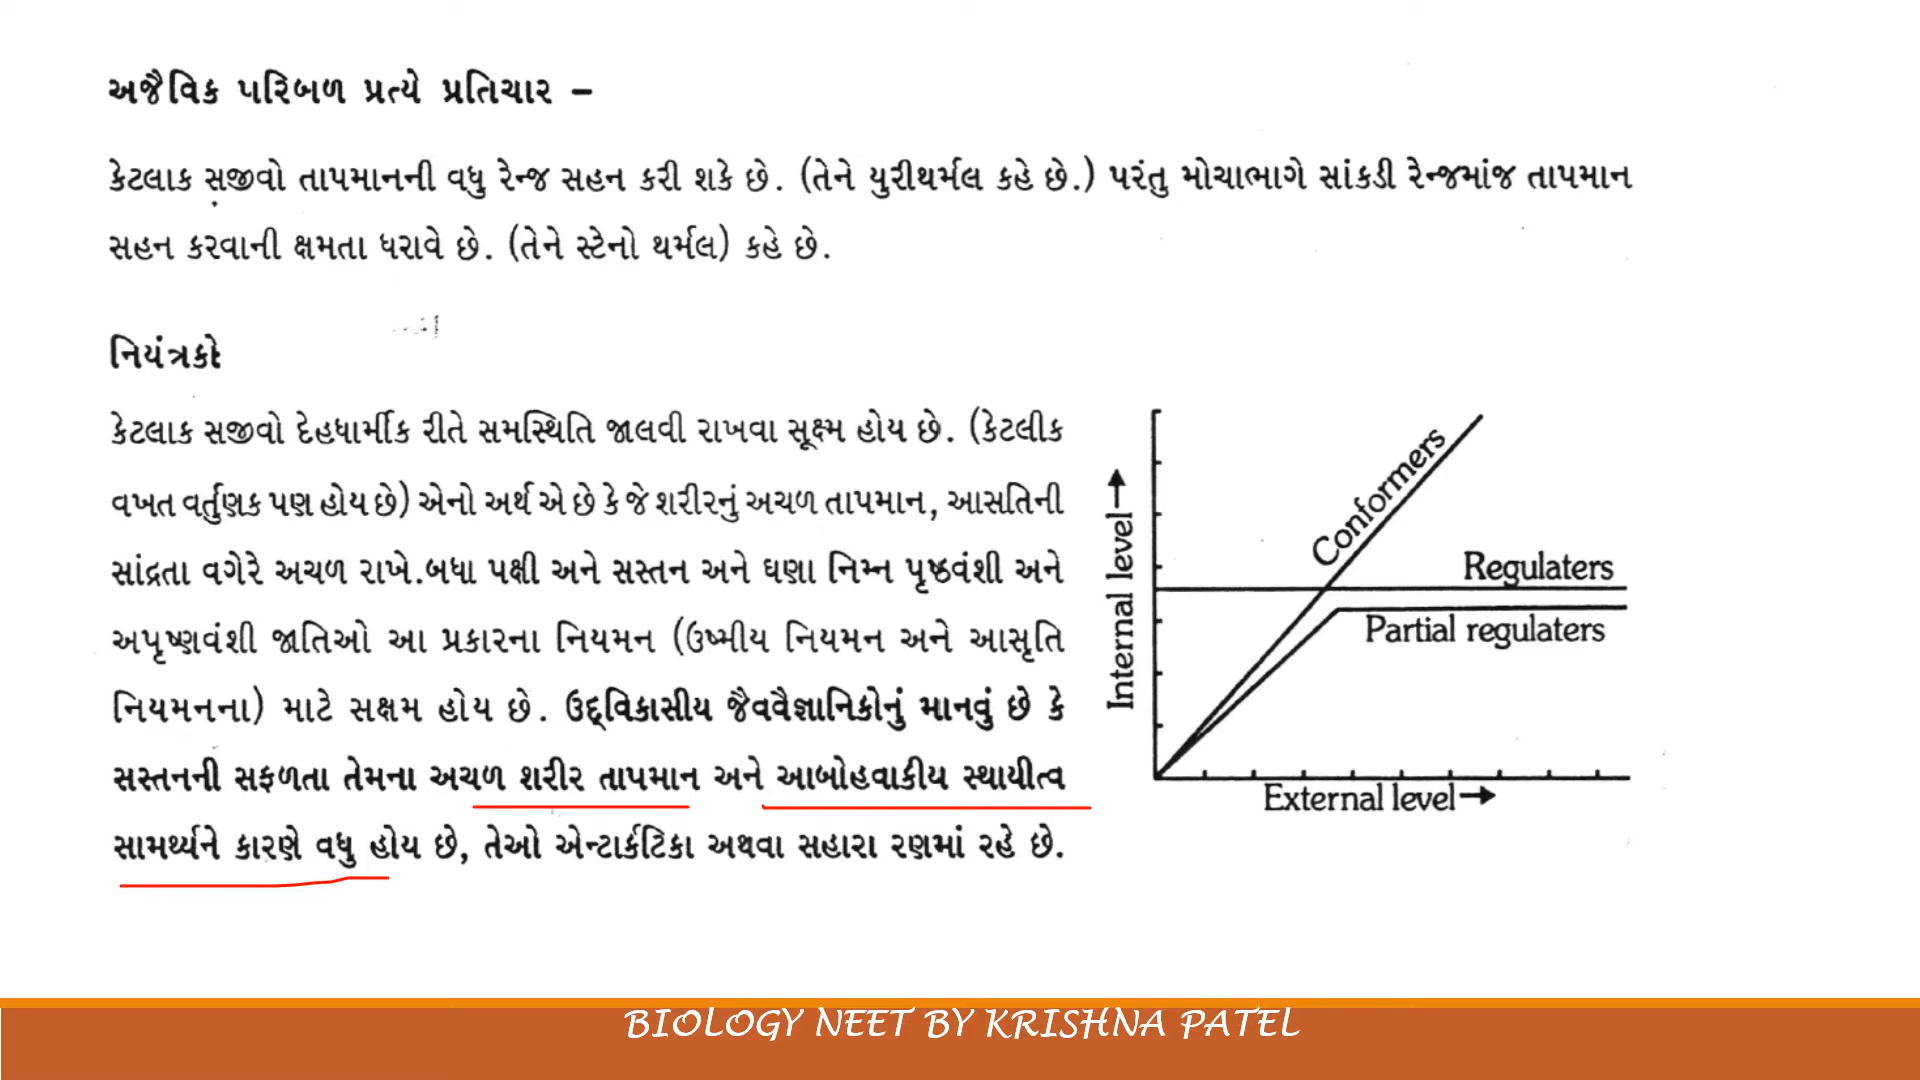 અજૈવિક પરિબળ પ્રત્યે પ્રતિચાર –
કેટલાક સજીવો તાપમાનની વધુ રેન્જ સહન કરી શકે છે. (તેને યુરીથર્મલ કહે છે.) પરંતુ મોચાભાગે સાંકડી રેન્જમાંજ તાપમાન
સહન કરવાની ક્ષમતા ધરાવે છે. (તેને સ્ટેનો થર્મલ) કહે છે.
નિયંત્રકો
કેટલાક સજીવો દેહધાર્મીક રીતે સમસ્થિતિ જાલવી રાખવા સૂક્ષ્મ હોય છે. (કેટલીક
વખત વર્તુણક પણ હોય છે) એનો અર્થ એ છે કે જે શરીરનું અચળ તાપમાન, આસતિની
સાંદ્રતા વગેરે અચળ રાખે.બધા પક્ષી અને સસ્તન અને ઘણા નિમ્ન પૃષ્ઠવંશી અને
અપૃષ્ણવંશી જાતિઓ આ પ્રકારના નિયમન (ઉષ્મીય નિયમન અને આસૃતિ
નિયમનના) માટે સક્ષમ હોય છે. ઉદ્દ્વિકાસીય જૈવવૈજ્ઞાનિકોનું માનવું છે કે
સસ્તનની સફળતા તેમના અચળ શરીર તાપમાન અને આબોહવાકીય સ્થાયીત્વ
સામર્થ્યને કારણે વધુ હોય છે, તેઓ એન્ટાર્કટિકા અથવા સહારા રણમાં રહે છે.
Internal level
Conformers
Regulaters
Partial regulaters
External level
BIOLOGY NEET BY KRISHNA PATEL